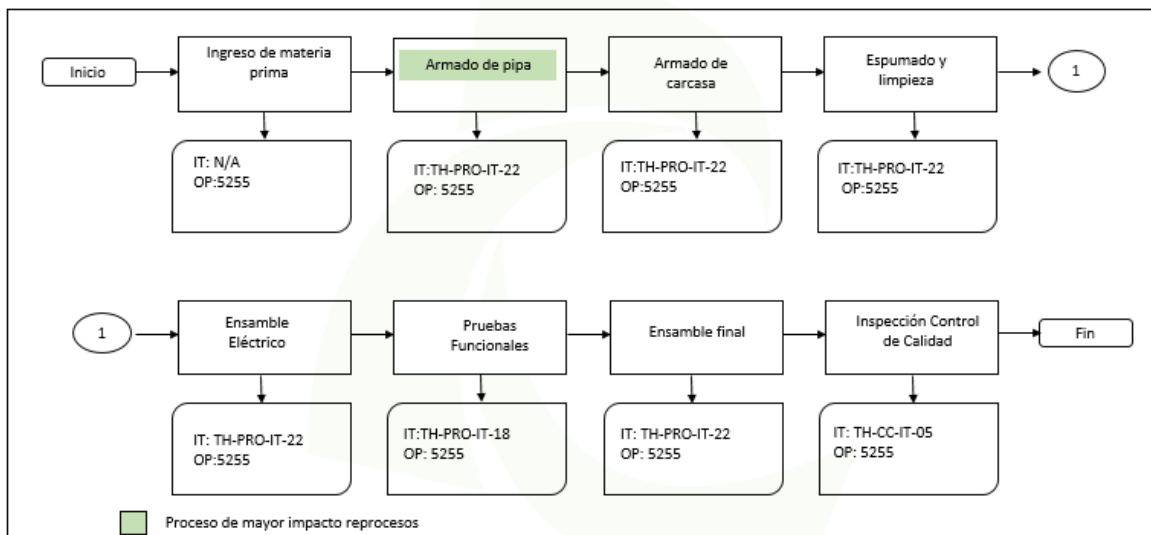 Inicio
Ingreso de materia
prima
Armado de pipa
Armado de
carcasa
Espumado y
limpieza
1
IT: N/A
OP:5255
IT:TH-PRO-IT-22
OP: 5255
IT:TH-PRO-IT-22
OP:5255
IT:TH-PRO-IT-22
OP:5255
1
Ensamble
Eléctrico
Pruebas
Funcionales
Ensamble final
Inspección Control
de Calidad
Fin
IT: TH-PRO-IT-22
OP:5255
IT:TH-PRO-IT-18
OP: 5255
IT: TH-PRO-IT-22
OP: 5255
IT: TH-CC-IT-05
OP: 5255
Proceso de mayor impacto reprocesos